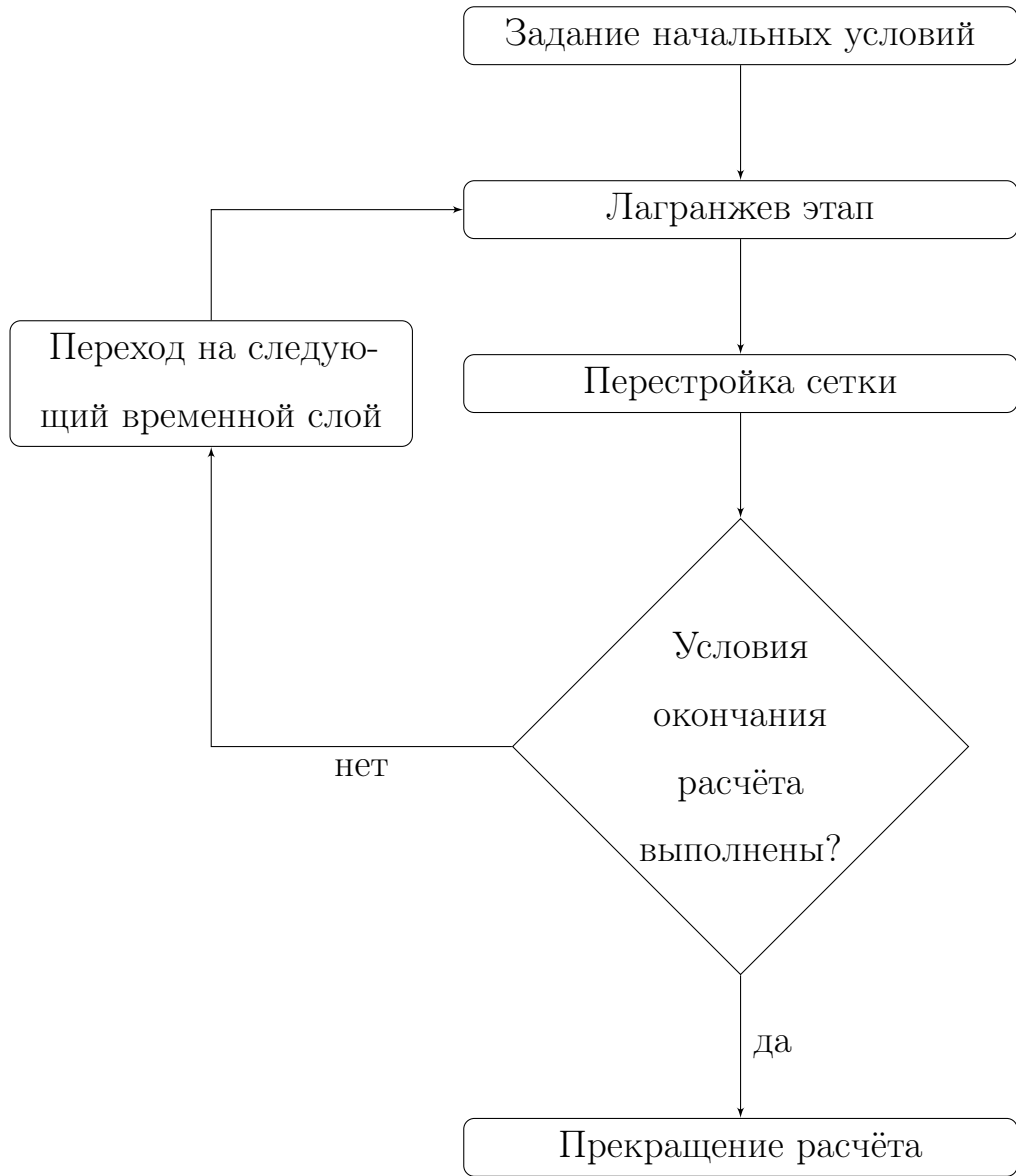 Задание начальных условий
Лагранжев этап
Переход на следую-
щий временной слой
Перестройка сетки
Условия
окончания
расчёта
выполнены?
нет
да
Прекращение расчёта